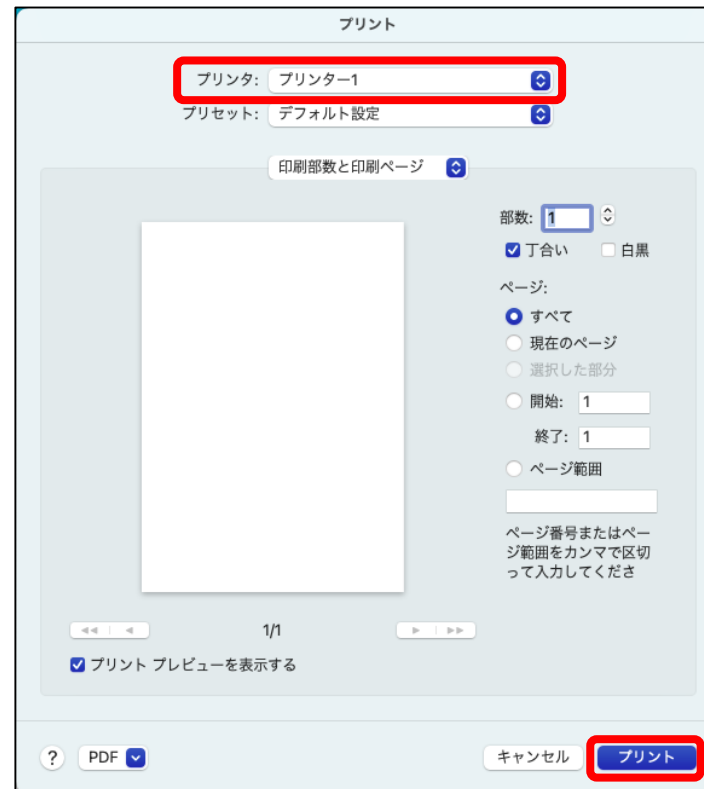 プリント
プリンタ: プリンター1
プリセット: デフォルト設定
印刷部数と印刷ページ
部数: 1
丁合い 白黒
ページ:
すべて
現在のページ
選択した部分
開始: 1
終了: 1
ページ範囲
ページ番号またはペー
ジ範囲をカンマで区切
って入力してくださ
1/1
プリント プレビューを表示する
? PDF キャンセル プリント